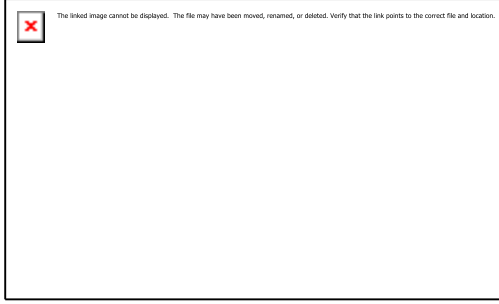 The linked image cannot be displayed. The file may have been moved, renamed, or deleted. Verify that the link points to the correct file and location.